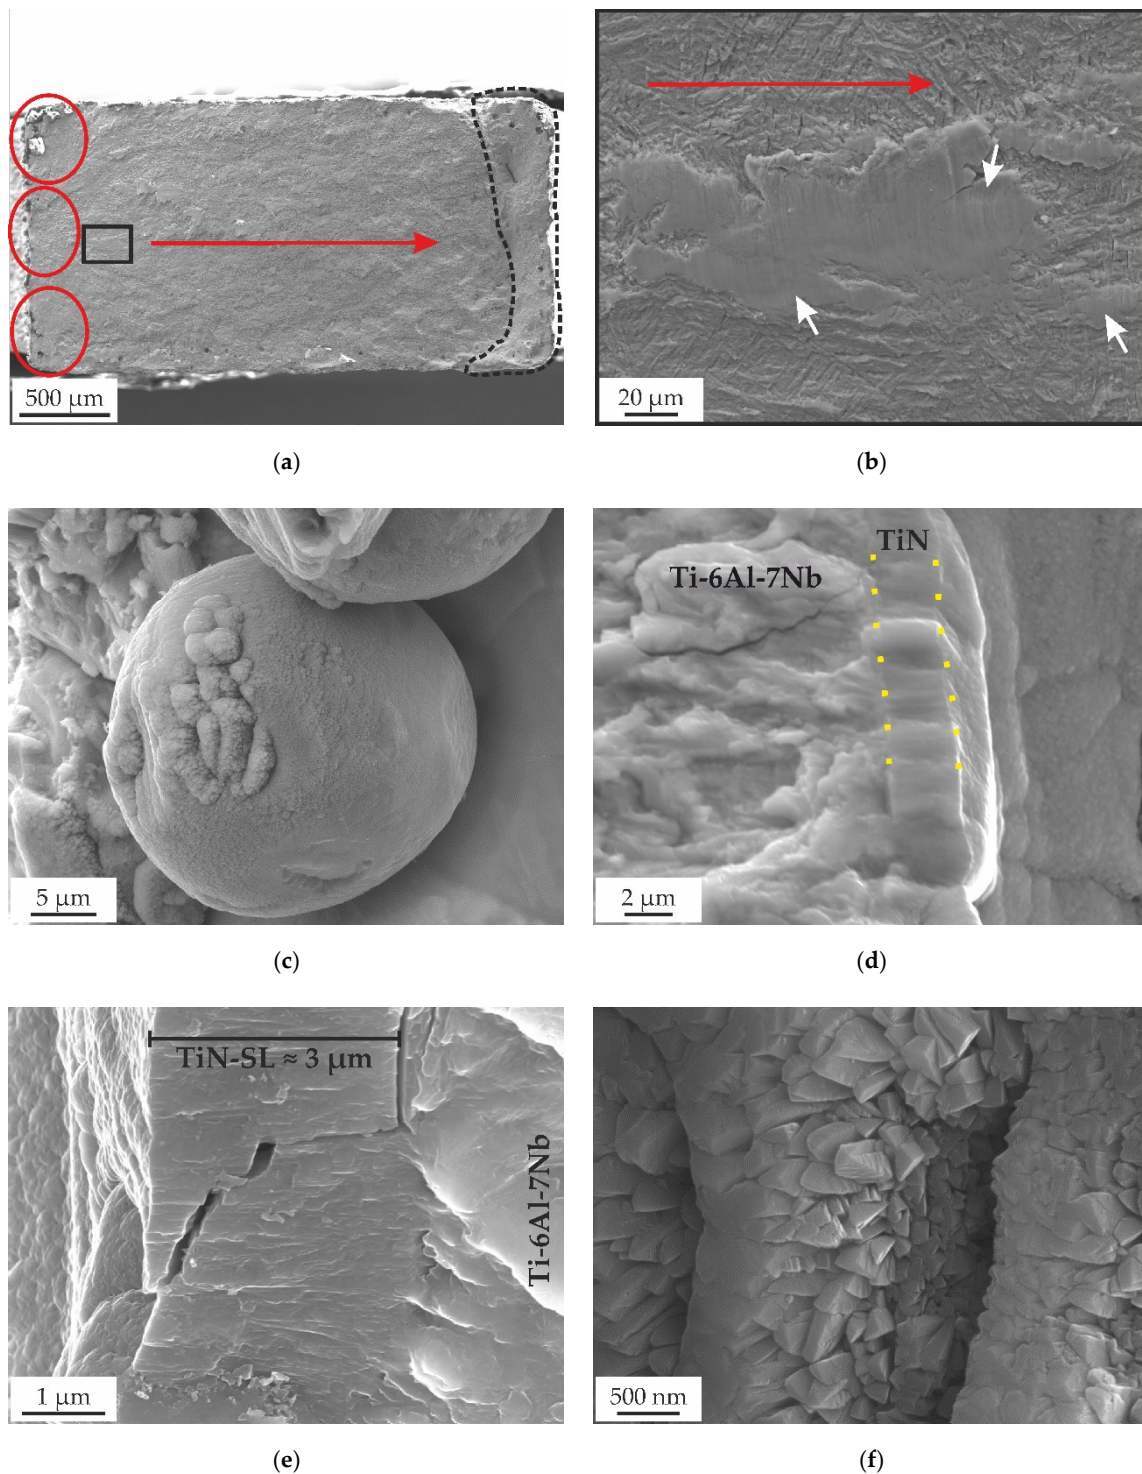 500 μm
20 μm
(a)
(b)
TiN
Ti-6Al-7Nb
5 μm
2 μm
(c)
(d)
TiN-SL ≈ 3 μm
Ti-6Al-7Nb
1 μm
500 nm
(e)
(f)